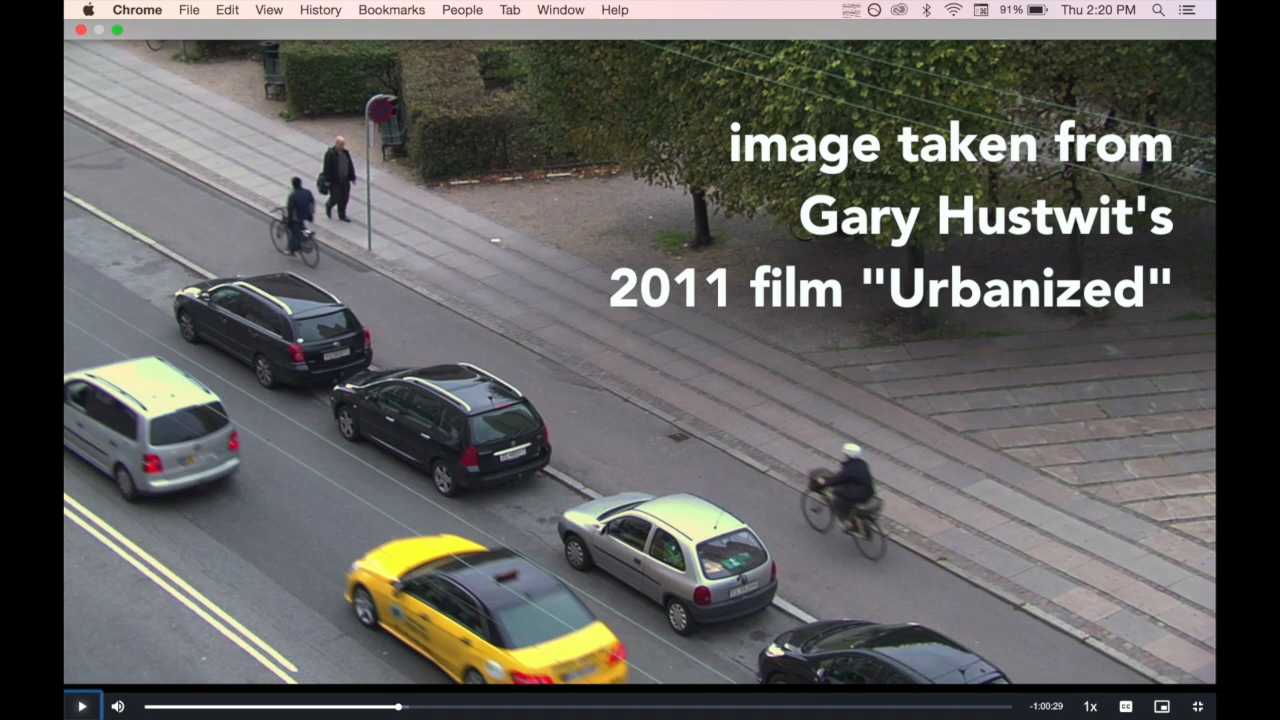 Chrome File Edit View History Bookmarks People Tab Window Help 91% Thu 2:20 PM
image taken from
Gary Hustwit's
2011 film "Urbanized"
-1:00:29 1x CC